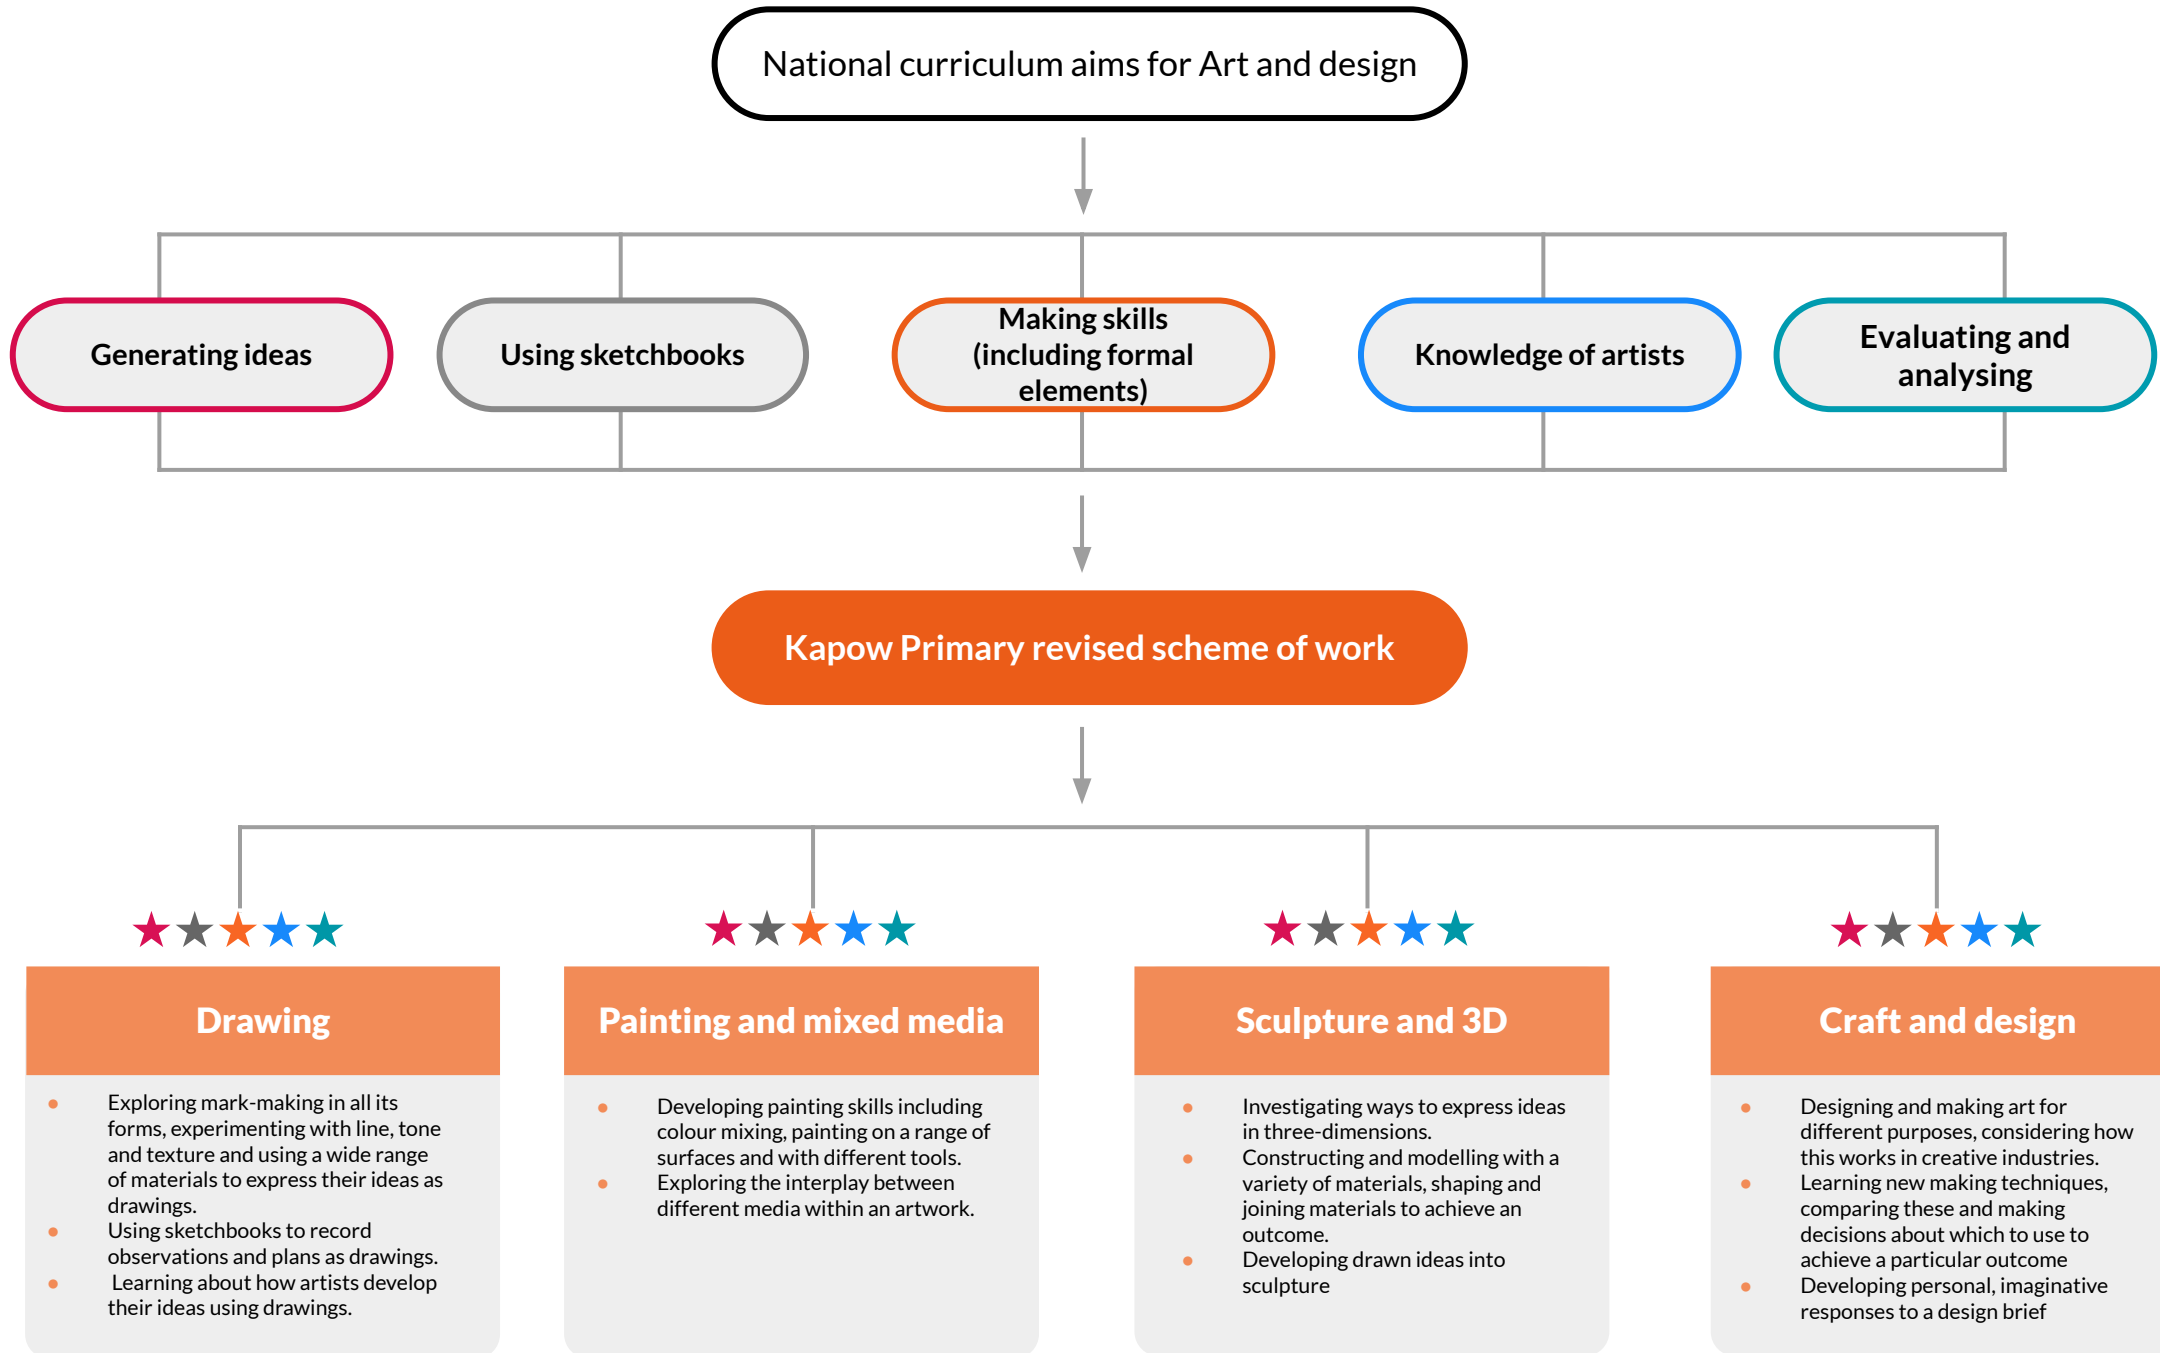 National curriculum aims for Art and design
Generating ideas
Using sketchbooks
Making skills
(including formal
elements)
Knowledge of artists
Evaluating and
analysing
Kapow Primary revised scheme of work
Drawing
• Exploring mark-making in all its
forms, experimenting with line, tone
and texture and using a wide range
of materials to express their ideas as
drawings.
• Using sketchbooks to record
observations and plans as drawings.
• Learning about how artists develop
their ideas using drawings.
Painting and mixed media
• Developing painting skills including
colour mixing, painting on a range of
surfaces and with different tools.
• Exploring the interplay between
different media within an artwork.
Sculpture and 3D
• Investigating ways to express ideas
in three-dimensions.
• Constructing and modelling with a
variety of materials, shaping and
joining materials to achieve an
outcome.
• Developing drawn ideas into
sculpture
Craft and design
• Designing and making art for
different purposes, considering how
this works in creative industries.
• Learning new making techniques,
comparing these and making
decisions about which to use to
achieve a particular outcome
• Developing personal, imaginative
responses to a design brief